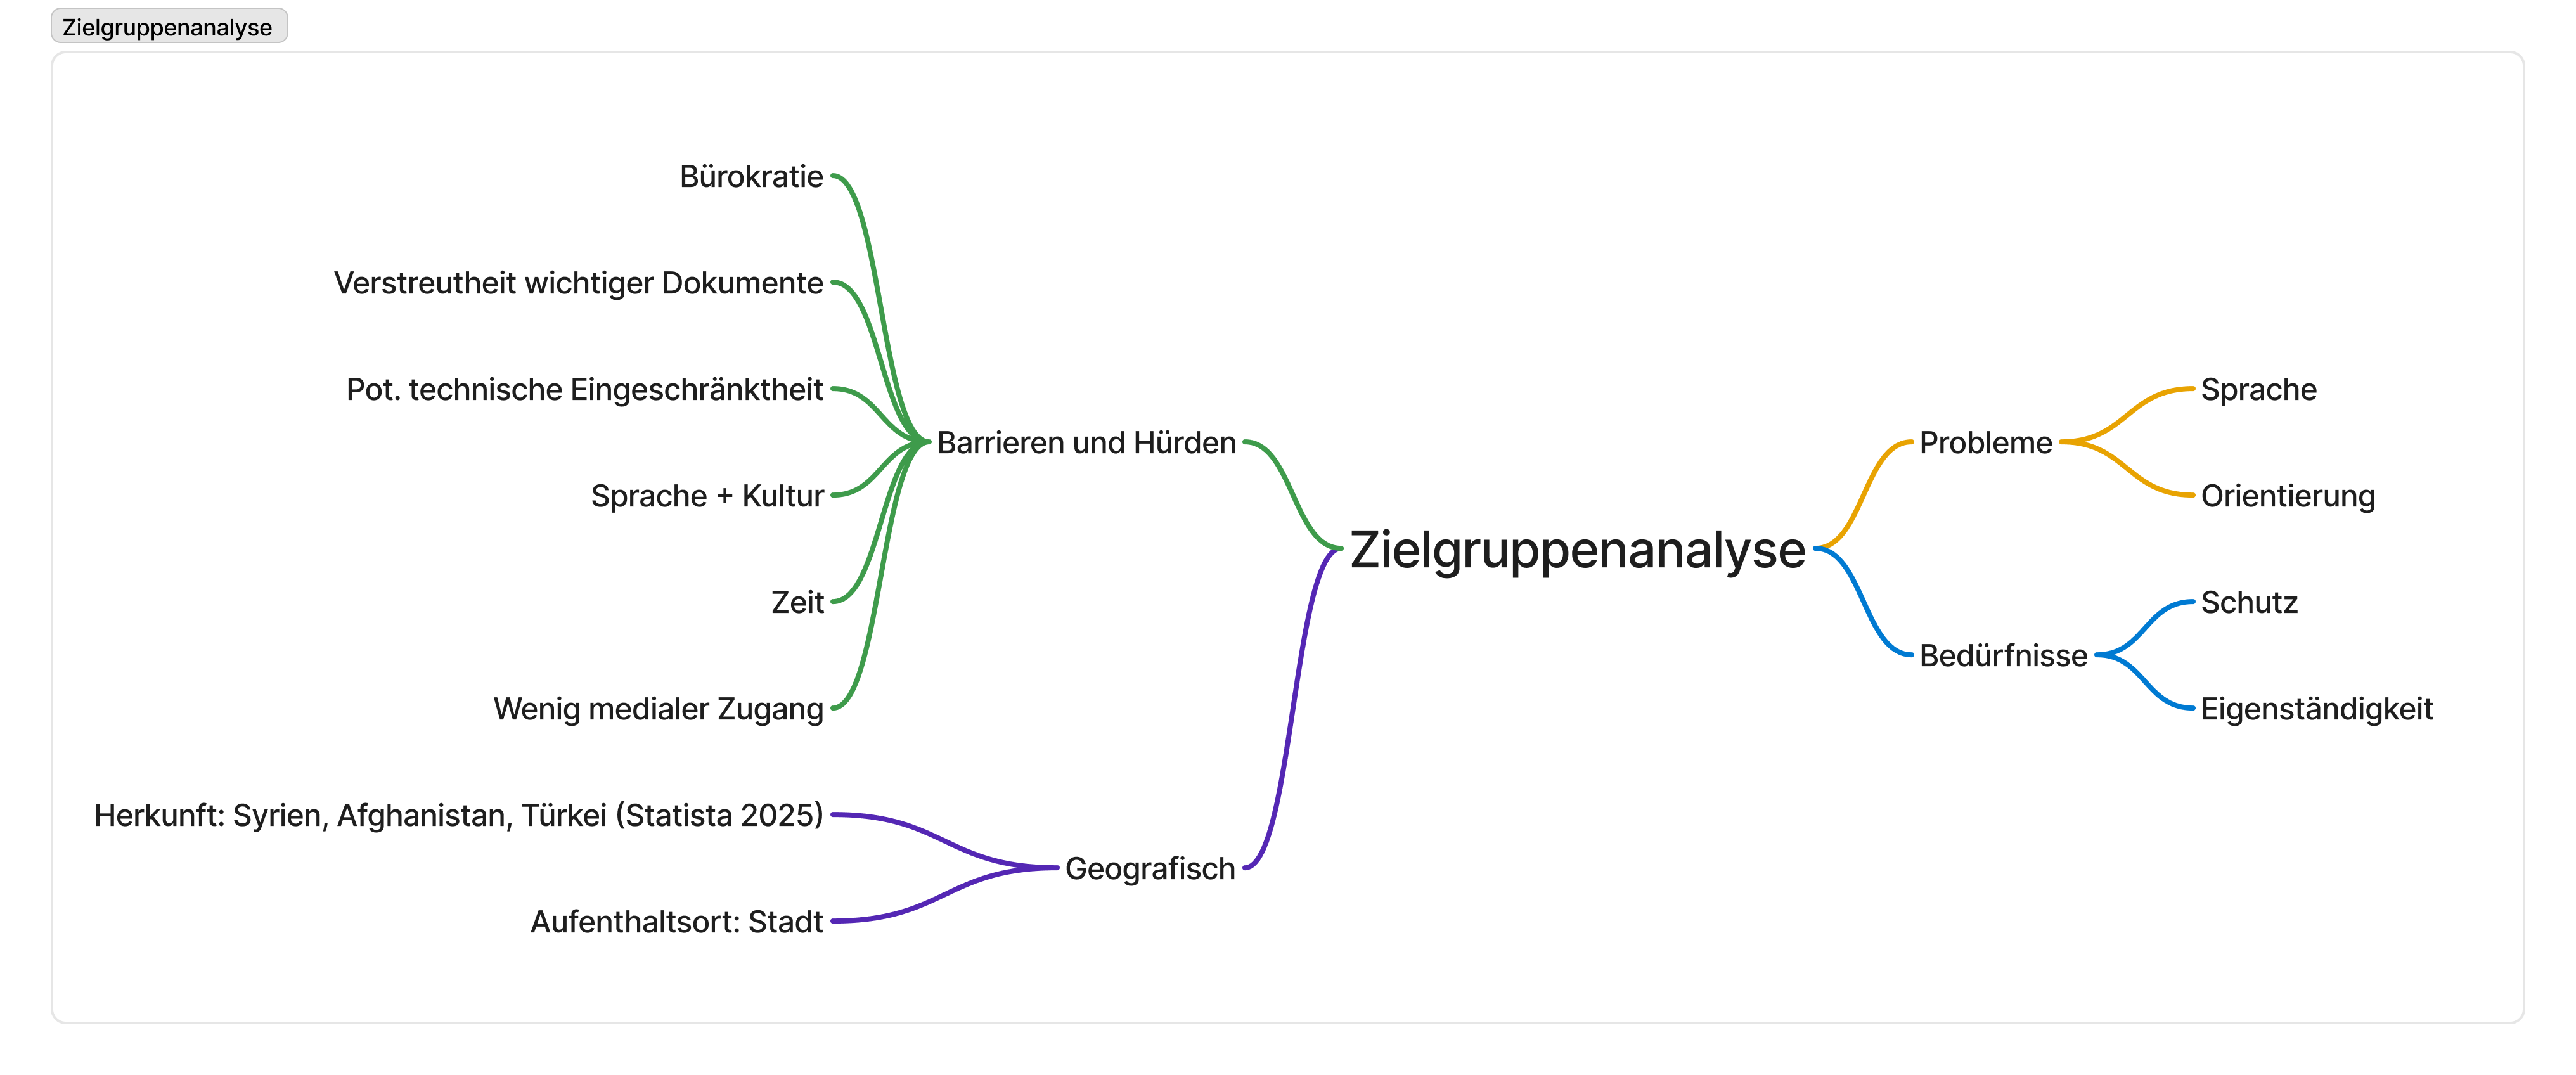 Zielgruppenanalyse
Bürokratie
Verstreutheit wichtiger Dokumente
Pot. technische Eingeschränktheit
Sprache + Kultur
Zeit
Wenig medialer Zugang
Barrieren und Hürden
Herkunft: Syrien, Afghanistan, Türkei (Statista 2025)
Aufenthaltsort: Stadt
Geografisch
Zielgruppenanalyse
Probleme
Sprache
Orientierung
Bedürfnisse
Schutz
Eigenständigkeit